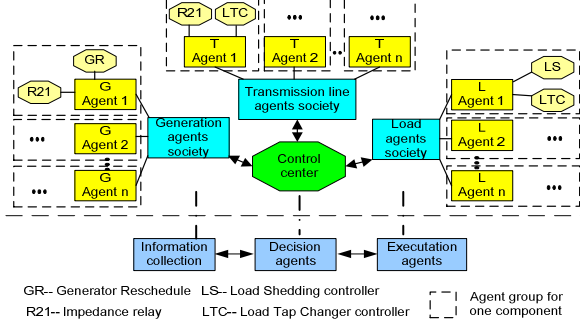 R21
LTC
...
...
T
Agent 1
T
Agent 2
..
T
Agent n
GR
R21
G
Agent 1
Transmission line
agents society
L
Agent 1
LS
LTC
...
G
Agent 2
Generation
agents
society
Load
agents
society
L
Agent 2
...
...
G
Agent n
Control
center
L
Agent n
...
Information
collection
Decision
agents
Executation
agents
GR-- Generator Reschedule
LS-- Load Shedding controller
R21-- Impedance relay
LTC-- Load Tap Changer controller
Agent group for
one component